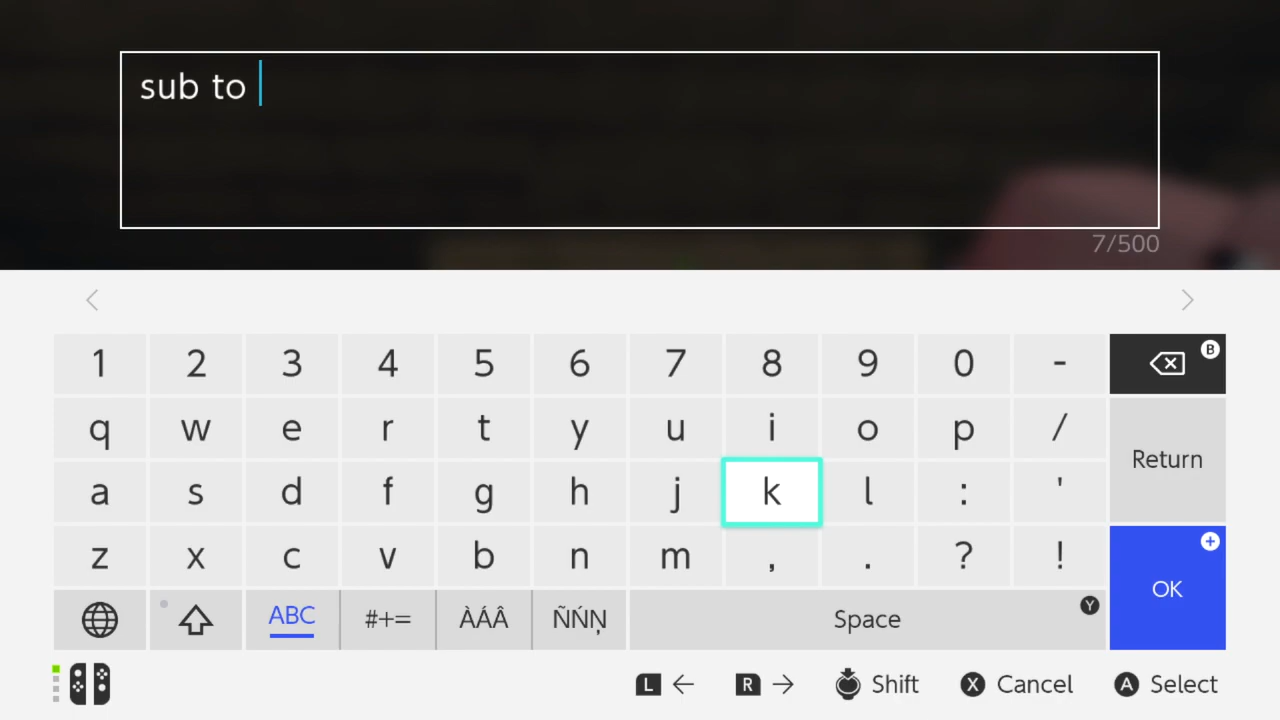 sub to
7/500
1 2 3 4 5 6 7 8 9 0 - B
q w e r t y u i o p / Return
a s d f g h j k l : '
z x c v b n m , . ? ! + OK
ABC #+= ÀÁÂ ÑŃŅ Space Y
L ← R → Shift X Cancel A Select